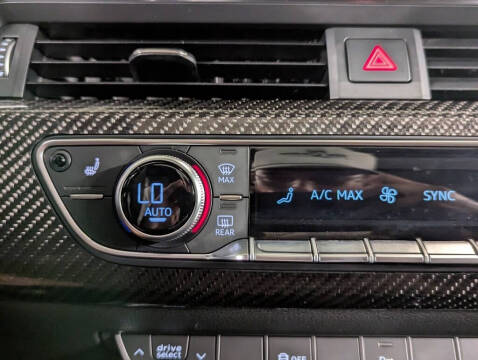 MAX
LO
AUTO
A/C MAX
SYNC
REAR
drive
select
OFF